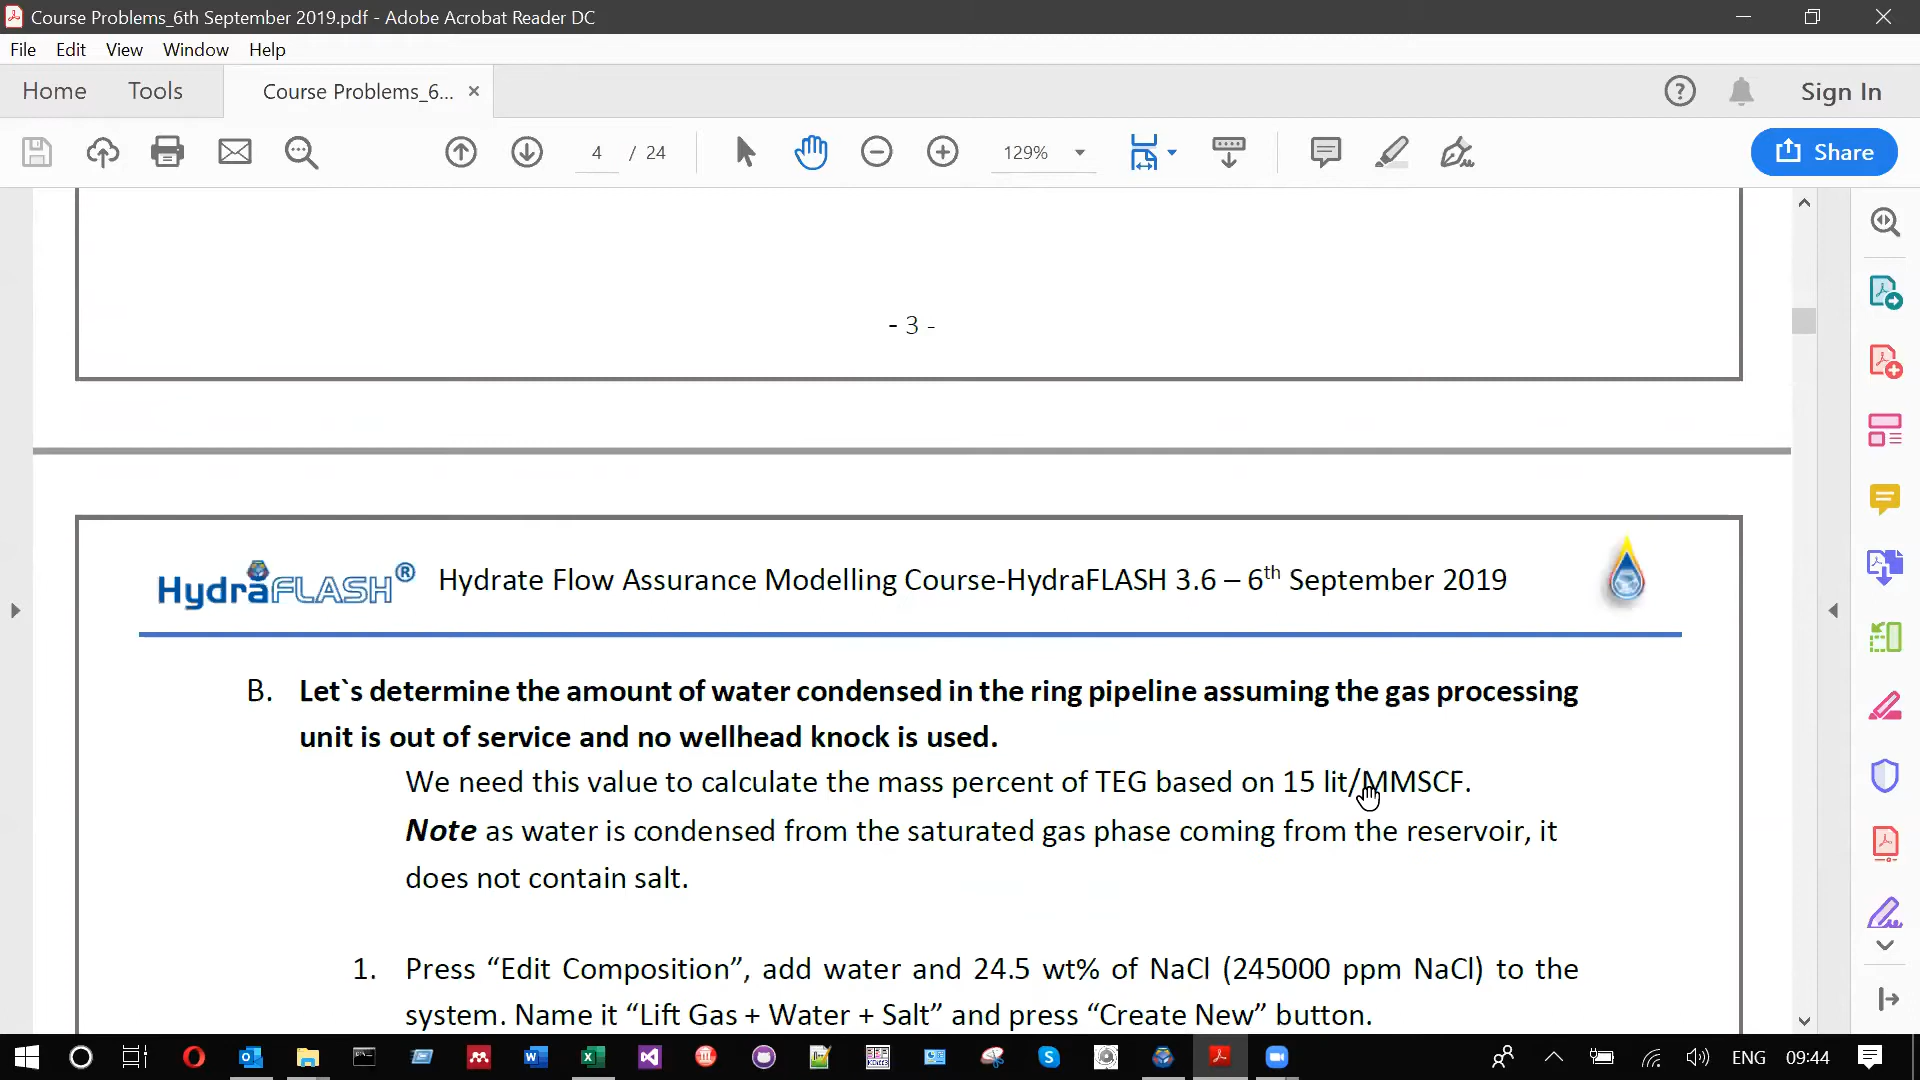 Course Problems_6th September 2019.pdf - Adobe Acrobat Reader DC
File Edit View Window Help
Home Tools Course Problems_6... × Sign In
4 / 24 129% Share
- 3 -
HydraFLASH® Hydrate Flow Assurance Modelling Course-HydraFLASH 3.6 – 6th September 2019
B. Let`s determine the amount of water condensed in the ring pipeline assuming the gas processing
unit is out of service and no wellhead knock is used.
We need this value to calculate the mass percent of TEG based on 15 lit/MMSCF.
Note as water is condensed from the saturated gas phase coming from the reservoir, it
does not contain salt.
1. Press “Edit Composition”, add water and 24.5 wt% of NaCl (245000 ppm NaCl) to the
system. Name it “Lift Gas + Water + Salt” and press “Create New” button.
ENG 09:44